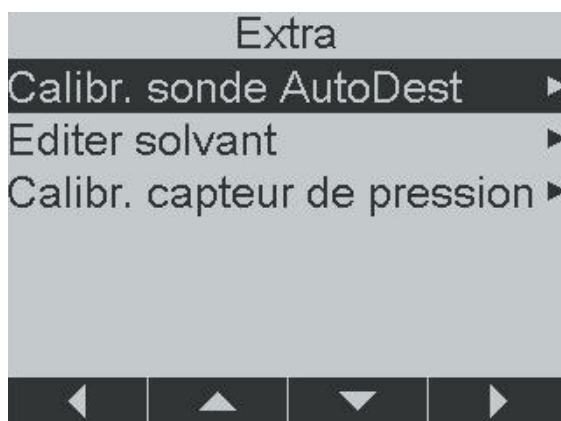 Extra
Calibr. sonde AutoDest
Editer solvant
Calibr. capteur de pression